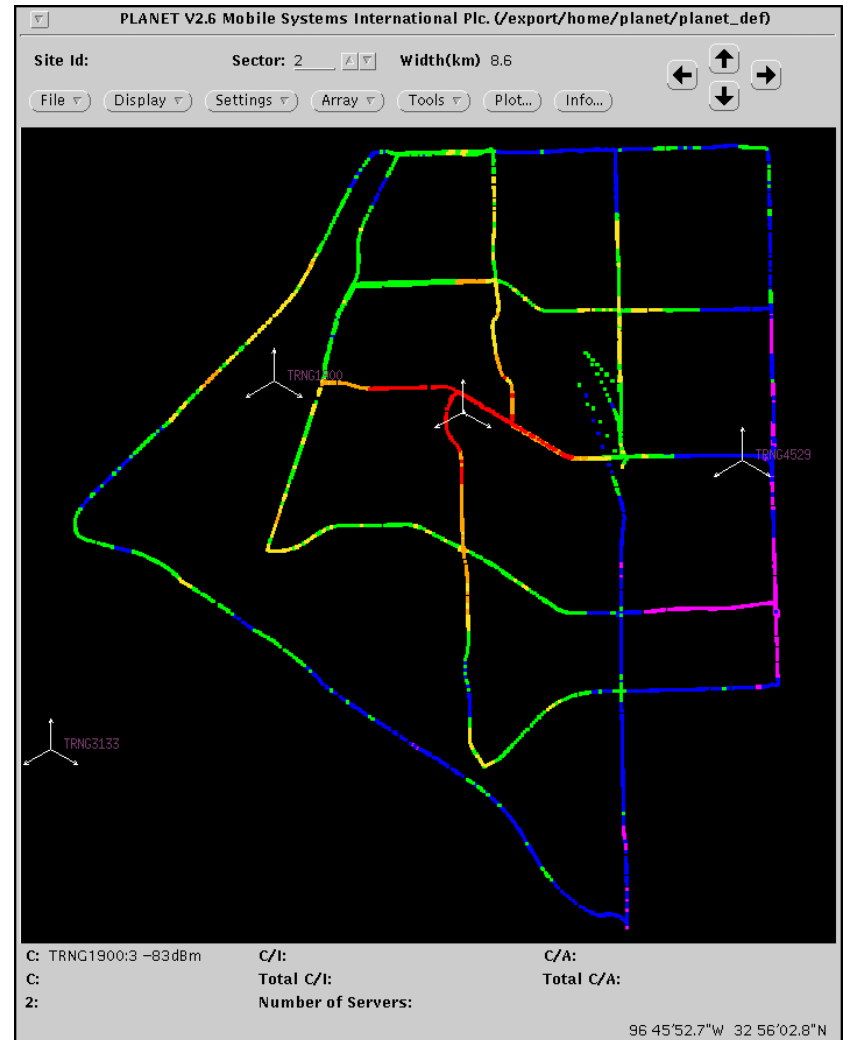 PLANET V2.6 Mobile Systems International Plc. (/export/home/planet/planet_def)
Site Id: Sector: 2 Width(km) 8.6
File Display Settings Array Tools Plot... Info...
TRNG1900
TRNG4529
TRNG3133
C: TRNG1900:3 −83dBm C/I: C/A:
C: Total C/I: Total C/A:
2: Number of Servers:
96 45'52.7"W 32 56'02.8"N